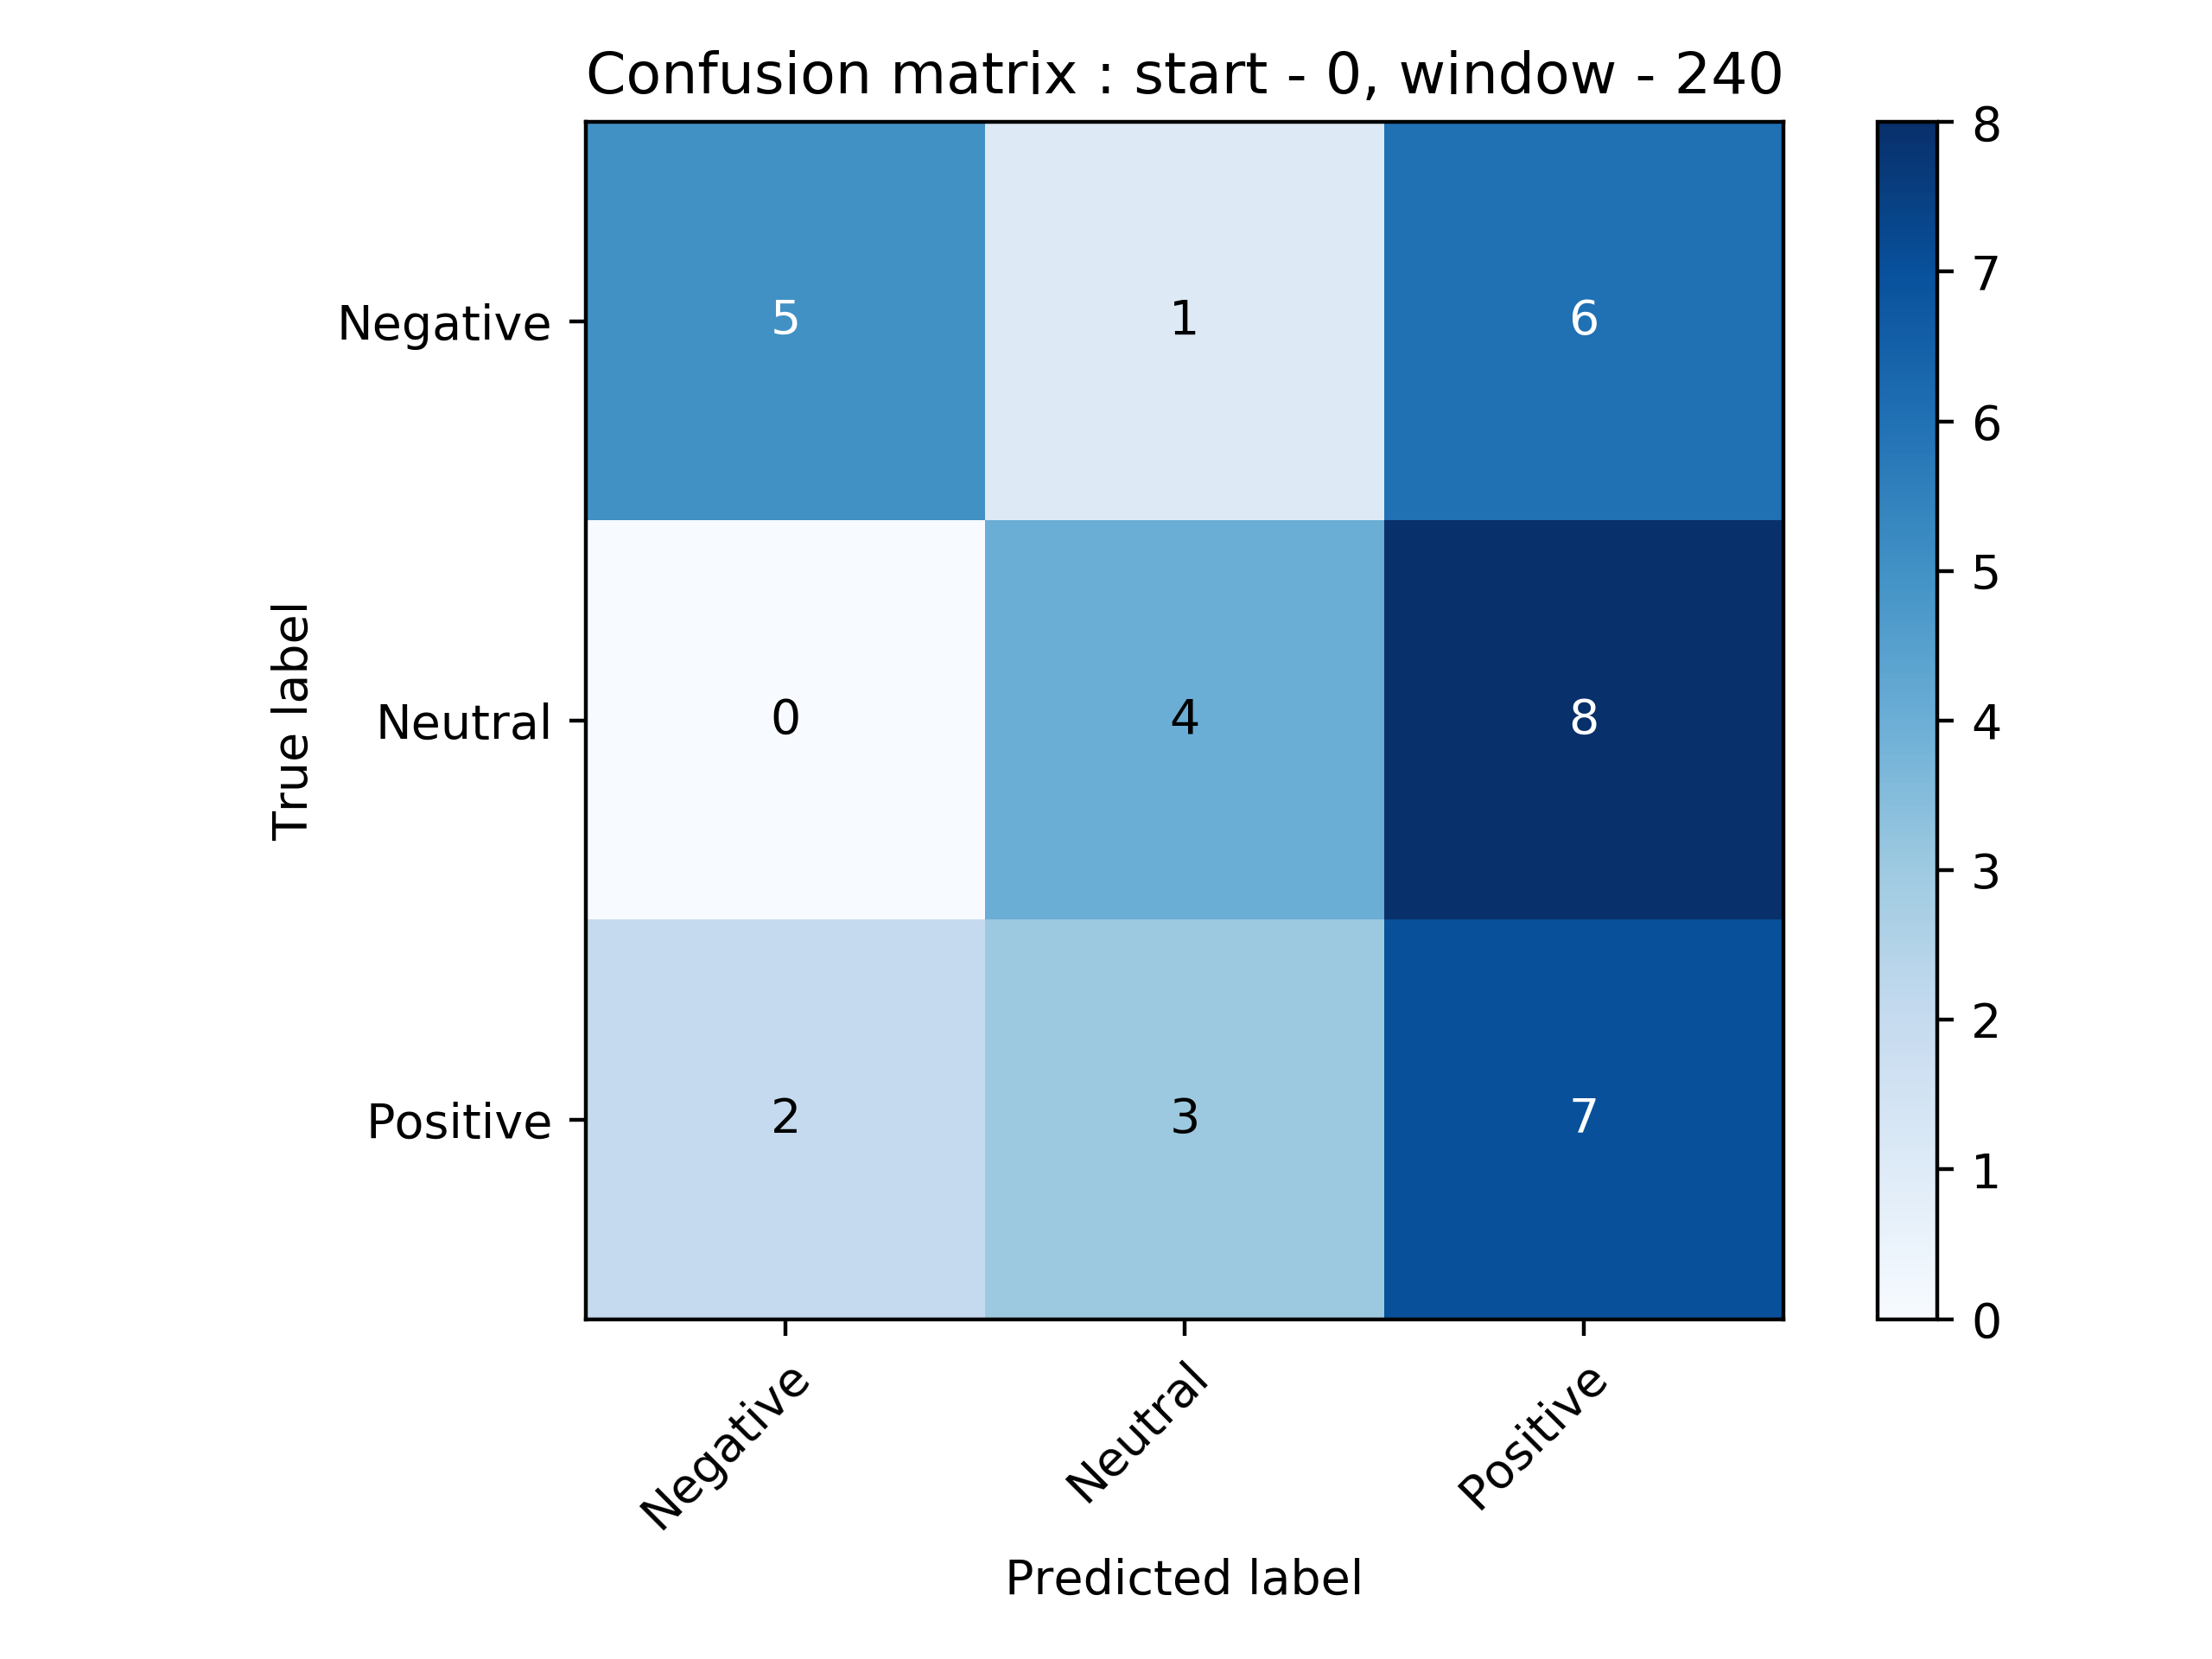 Confusion matrix : start - 0, window - 240
True label
Negative
5
1
6
Neutral
0
4
8
Positive
2
3
7
Negative
Neutral
Positive
Predicted label
8
7
6
5
4
3
2
1
0